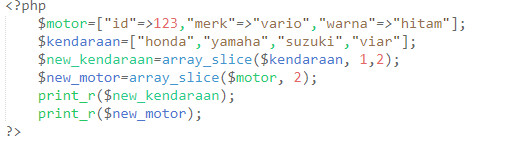 <?php
$motor=["id"=>123,"merk"=>"vario","warna"=>"hitam"];
$kendaraan=["honda","yamaha","suzuki","viar"];
$new_kendaraan=array_slice($kendaraan, 1,2);
$new_motor=array_slice($motor, 2);
print_r($new_kendaraan);
print_r($new_motor);
?>